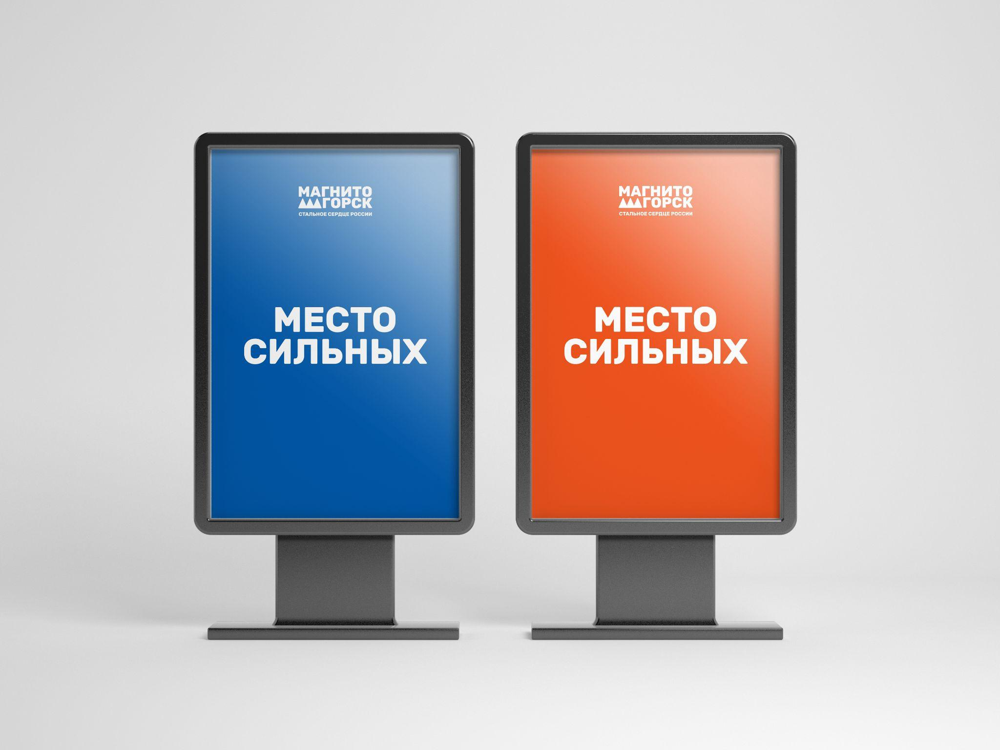 МАГНИТО
ГОРСК
СТАЛЬНОЕ СЕРДЦЕ РОССИИ
МЕСТО
СИЛЬНЫХ
МАГНИТО
ГОРСК
СТАЛЬНОЕ СЕРДЦЕ РОССИИ
МЕСТО
СИЛЬНЫХ